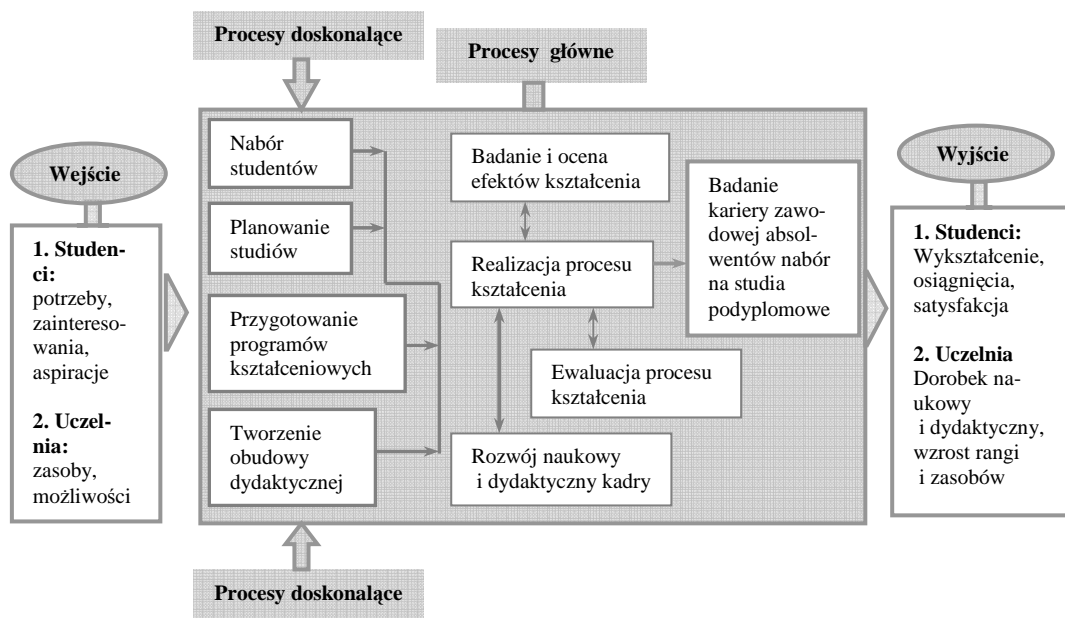 Procesy doskonalące
Procesy główne
Wejście
1. Studen-
ci:
potrzeby,
zaintereso-
wania,
aspiracje
2. Uczel-
nia:
zasoby,
możliwości
Nabór
studentów
Planowanie
studiów
Przygotowanie
programów
kształceniowych
Tworzenie
obudowy
dydaktycznej
Badanie i ocena
efektów kształcenia
Realizacja procesu
kształcenia
Ewaluacja procesu
kształcenia
Rozwój naukowy
i dydaktyczny kadry
Badanie
kariery zawo-
dowej absol-
wentów nabór
na studia
podyplomowe
Wyjście
1. Studenci:
Wykształcenie,
osiągnięcia,
satysfakcja
2. Uczelnia
Dorobek na-
ukowy
i dydaktyczny,
wzrost rangi
i zasobów
Procesy doskonalące